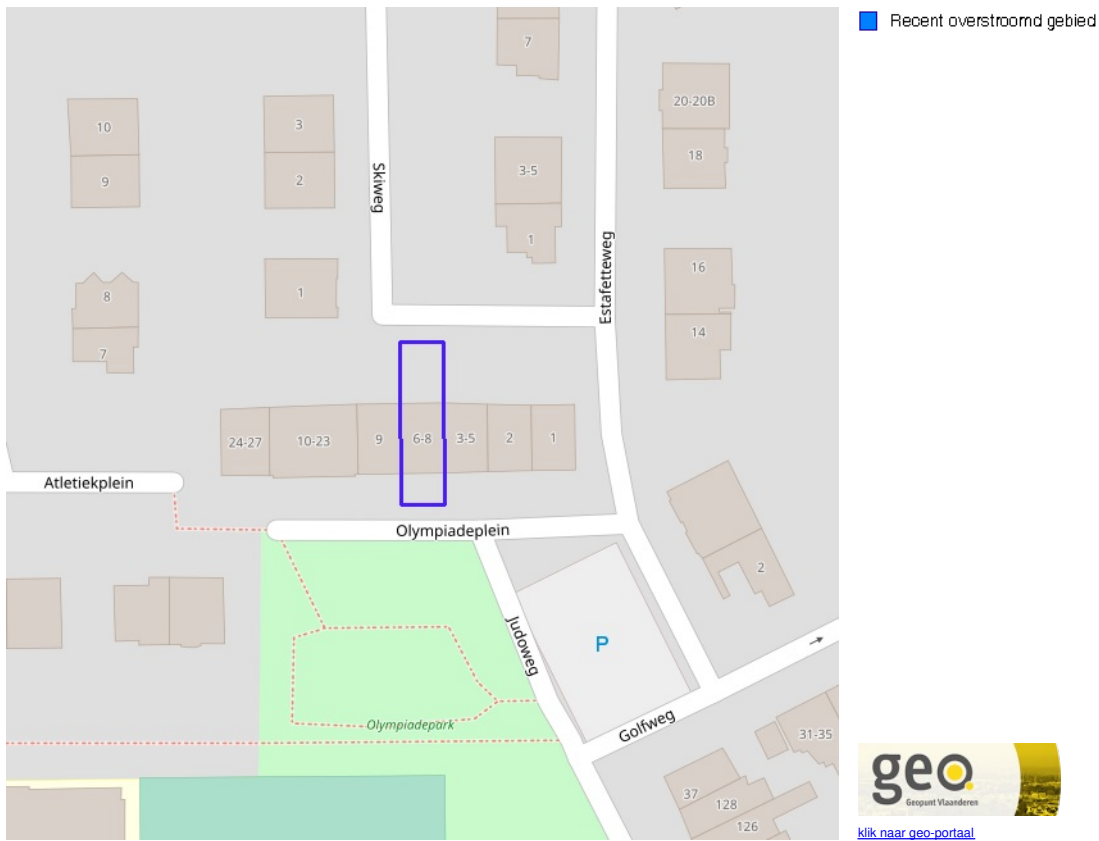 Recent overstroomd gebied
7
20-20B
10
3
18
9
2
3-5
Skiweg
1
Estafetteweg
16
8
1
14
7
24-27
10-23
9
6-8
3-5
2
1
Atletiekplein
Olympiadeplein
2
Judoweg
P
Olympiadepark
Golfweg
31-35
37
128
126
geo.
Geopunt Vlaanderen
klik naar geo-portaal